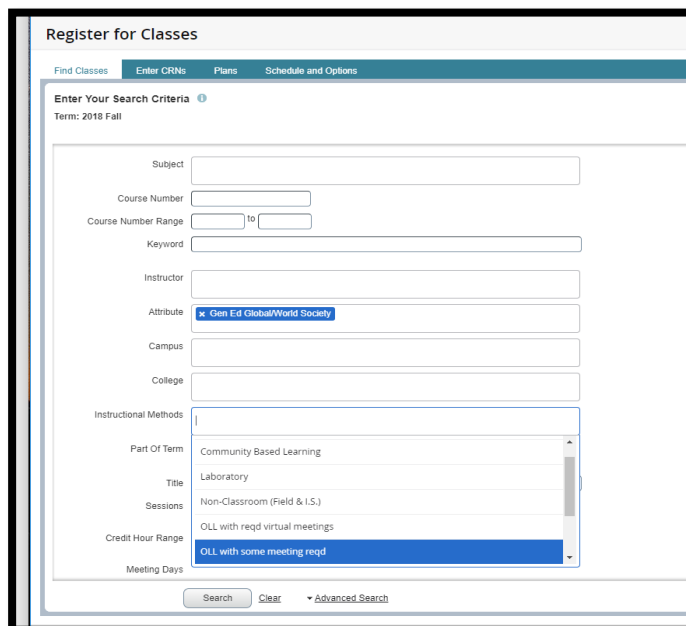 Register for Classes
Find Classes Enter CRNs Plans Schedule and Options
Enter Your Search Criteria
Term: 2018 Fall
Subject
Course Number
Course Number Range to
Keyword
Instructor
Attribute × Gen Ed Global/World Society
Campus
College
Instructional Methods
Part Of Term Community Based Learning
Title Laboratory
Sessions Non-Classroom (Field & I.S.)
OLL with reqd virtual meetings
Credit Hour Range
OLL with some meeting reqd
Meeting Days
Search Clear Advanced Search